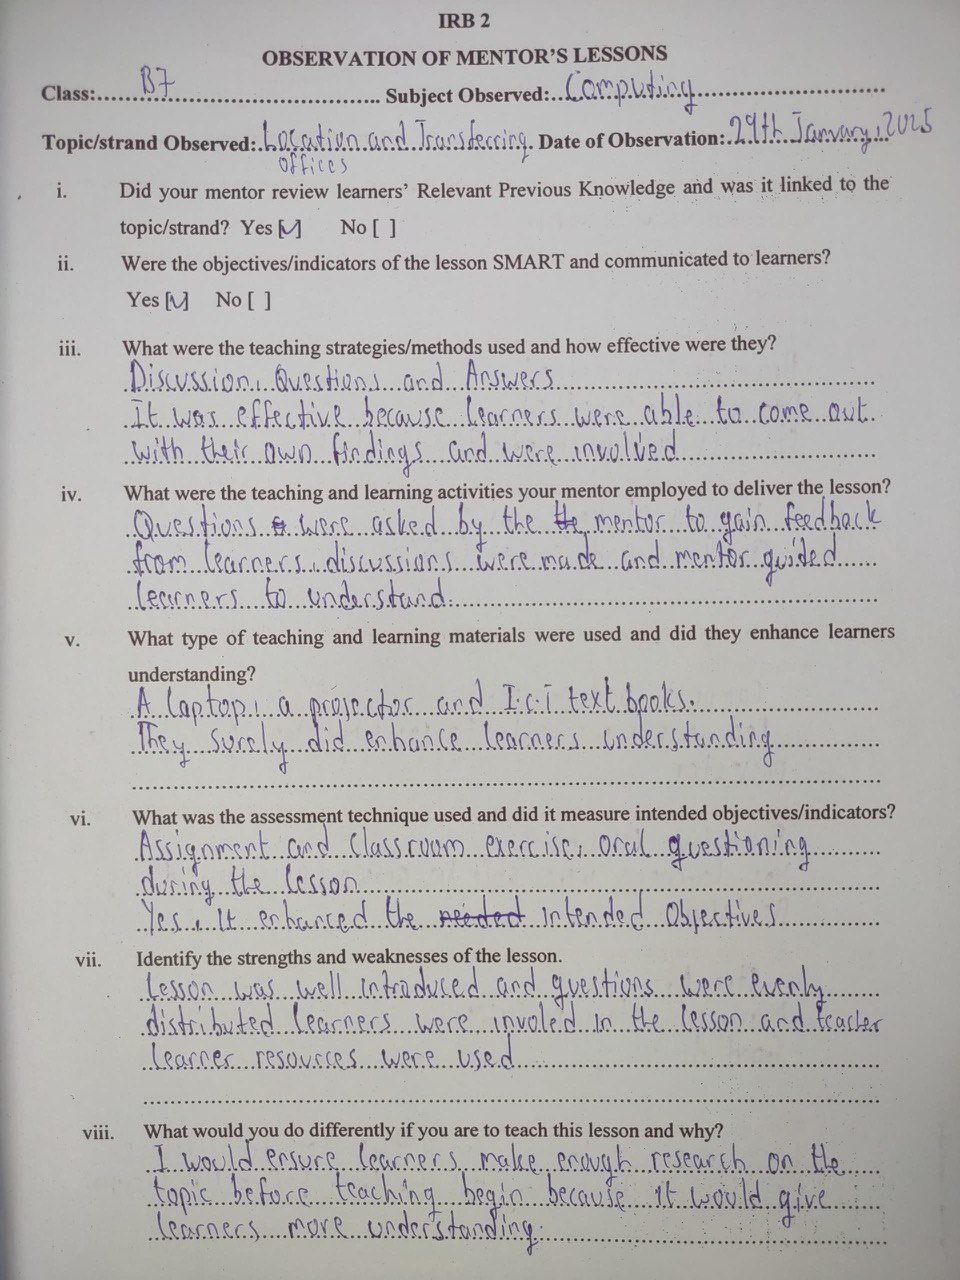 IRB 2
OBSERVATION OF MENTOR'S LESSONS
Class: B7 Subject Observed: Computing
Topic/strand Observed: Location and Transferring Date of Observation: 29th January, 2025
offices
i. Did your mentor review learners' Relevant Previous Knowledge and was it linked to the
topic/strand? Yes [✓] No [ ]
ii. Were the objectives/indicators of the lesson SMART and communicated to learners?
Yes [✓] No [ ]
iii. What were the teaching strategies/methods used and how effective were they?
Discussion, Questions and Answers
It was effective because learners were able to come out
with their own findings and were involved
iv. What were the teaching and learning activities your mentor employed to deliver the lesson?
Questions were asked by the mentor to gain feedback
from learners, discussions were made and mentor guided
learners to understand.
v. What type of teaching and learning materials were used and did they enhance learners
understanding?
A laptop, a projector and I.C.T text books.
They surely did enhance learners understanding
vi. What was the assessment technique used and did it measure intended objectives/indicators?
Assignment and classroom exercise, oral questioning
during the lesson
Yes, It enhanced the needed intended Objectives
vii. Identify the strengths and weaknesses of the lesson.
Lesson was well introduced and questions were evenly
distributed learners were involed in the lesson and teacher
learner resources were used
viii. What would you do differently if you are to teach this lesson and why?
I would ensure learners make enough research on the
topic before teaching begin because it would give
learners more understanding.